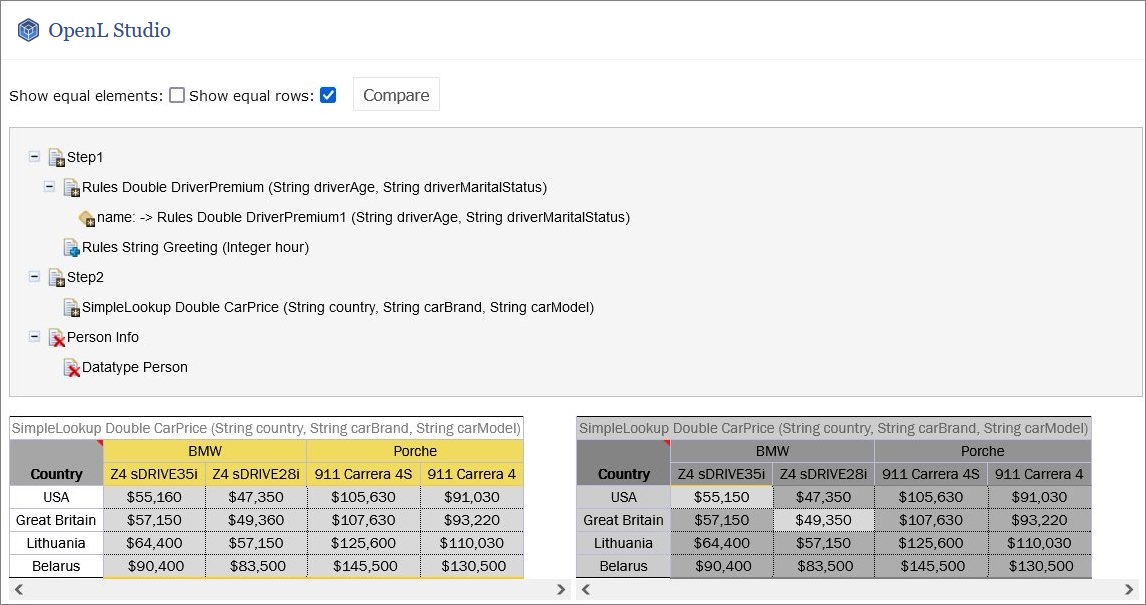 OpenL Studio
Show equal elements: Show equal rows: Compare
Step1
Rules Double DriverPremium (String driverAge, String driverMaritalStatus)
name: -> Rules Double DriverPremium1 (String driverAge, String driverMaritalStatus)
Rules String Greeting (Integer hour)
Step2
SimpleLookup Double CarPrice (String country, String carBrand, String carModel)
Person Info
Datatype Person
SimpleLookup Double CarPrice (String country, String carBrand, String carModel)
BMW Porche
Country Z4 sDRIVE35i Z4 sDRIVE28i 911 Carrera 4S 911 Carrera 4
USA $55,160 $47,350 $105,630 $91,030
Great Britain $57,150 $49,360 $107,630 $93,220
Lithuania $64,400 $57,150 $125,600 $110,030
Belarus $90,400 $83,500 $145,500 $130,500
SimpleLookup Double CarPrice (String country, String carBrand, String carModel)
BMW Porche
Country Z4 sDRIVE35i Z4 sDRIVE28i 911 Carrera 4S 911 Carrera 4
USA $55,150 $47,350 $105,630 $91,030
Great Britain $57,150 $49,350 $107,630 $93,220
Lithuania $64,400 $57,150 $125,600 $110,030
Belarus $90,400 $83,500 $145,500 $130,500